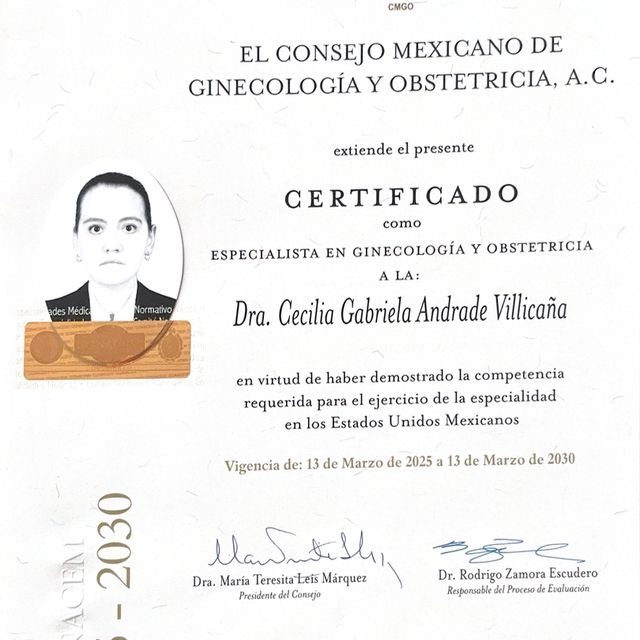 CMGO
EL CONSEJO MEXICANO DE
GINECOLOGÍA Y OBSTETRICIA, A.C.
extiende el presente
CERTIFICADO
como
ESPECIALISTA EN GINECOLOGÍA Y OBSTETRICIA
A LA:
Dra. Cecilia Gabriela Andrade Villicaña
en virtud de haber demostrado la competencia
requerida para el ejercicio de la especialidad
en los Estados Unidos Mexicanos
Vigencia de: 13 de Marzo de 2025 a 13 de Marzo de 2030
Dra. María Teresita Leis Márquez
Presidente del Consejo
Dr. Rodrigo Zamora Escudero
Responsable del Proceso de Evaluación
Normativo
- 2030